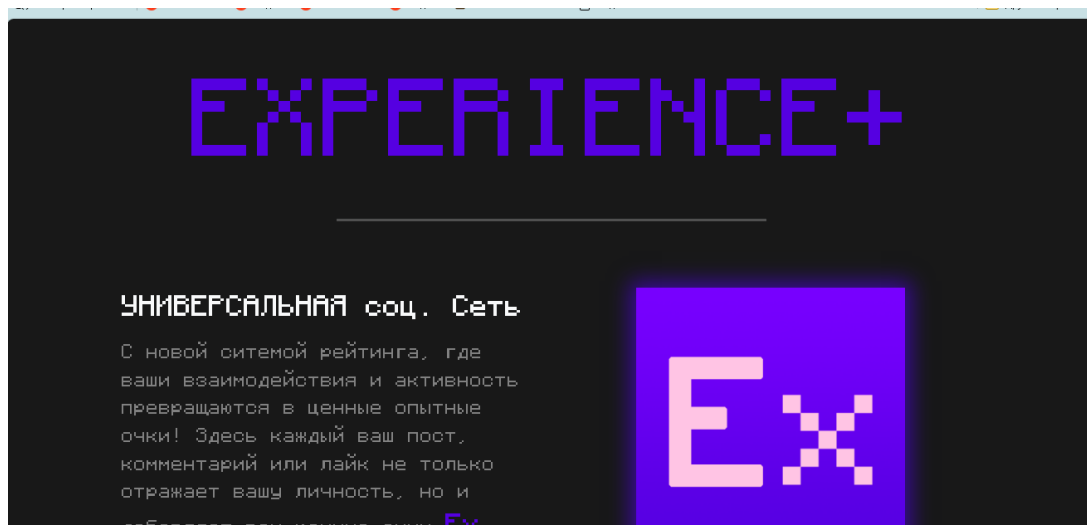 EXPERIENCE+
УНИВЕРСАЛЬНАЯ соц. Сеть
С новой ситемой рейтинга, где
ваши взаимодействия и активность
превращаются в ценные опытные
очки! Здесь каждый ваш пост,
комментарий или лайк не только
отражает вашу личность, но и
Ex
Ex